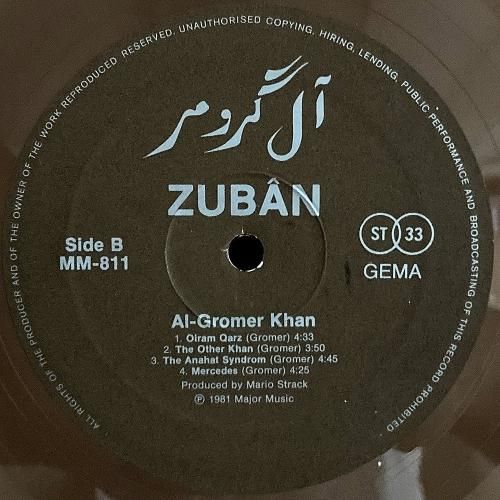 ALL RIGHTS OF THE PRODUCER AND OF THE OWNER OF THE WORK REPRODUCED RESERVED. UNAUTHORISED COPYING, HIRING, LENDING, PUBLIC PERFORMANCE AND BROADCASTING OF THIS RECORD PROHIBITED
آل گرومر
ZUBÂN
Side B
MM-811
ST 33
GEMA
Al-Gromer Khan
1. Oiram Qarz (Gromer) 4:33
2. The Other Khan (Gromer) 3:50
3. The Anahat Syndrom (Gromer) 4:45
4. Mercedes (Gromer) 4:25
Produced by Mario Strack
℗ 1981 Major Music